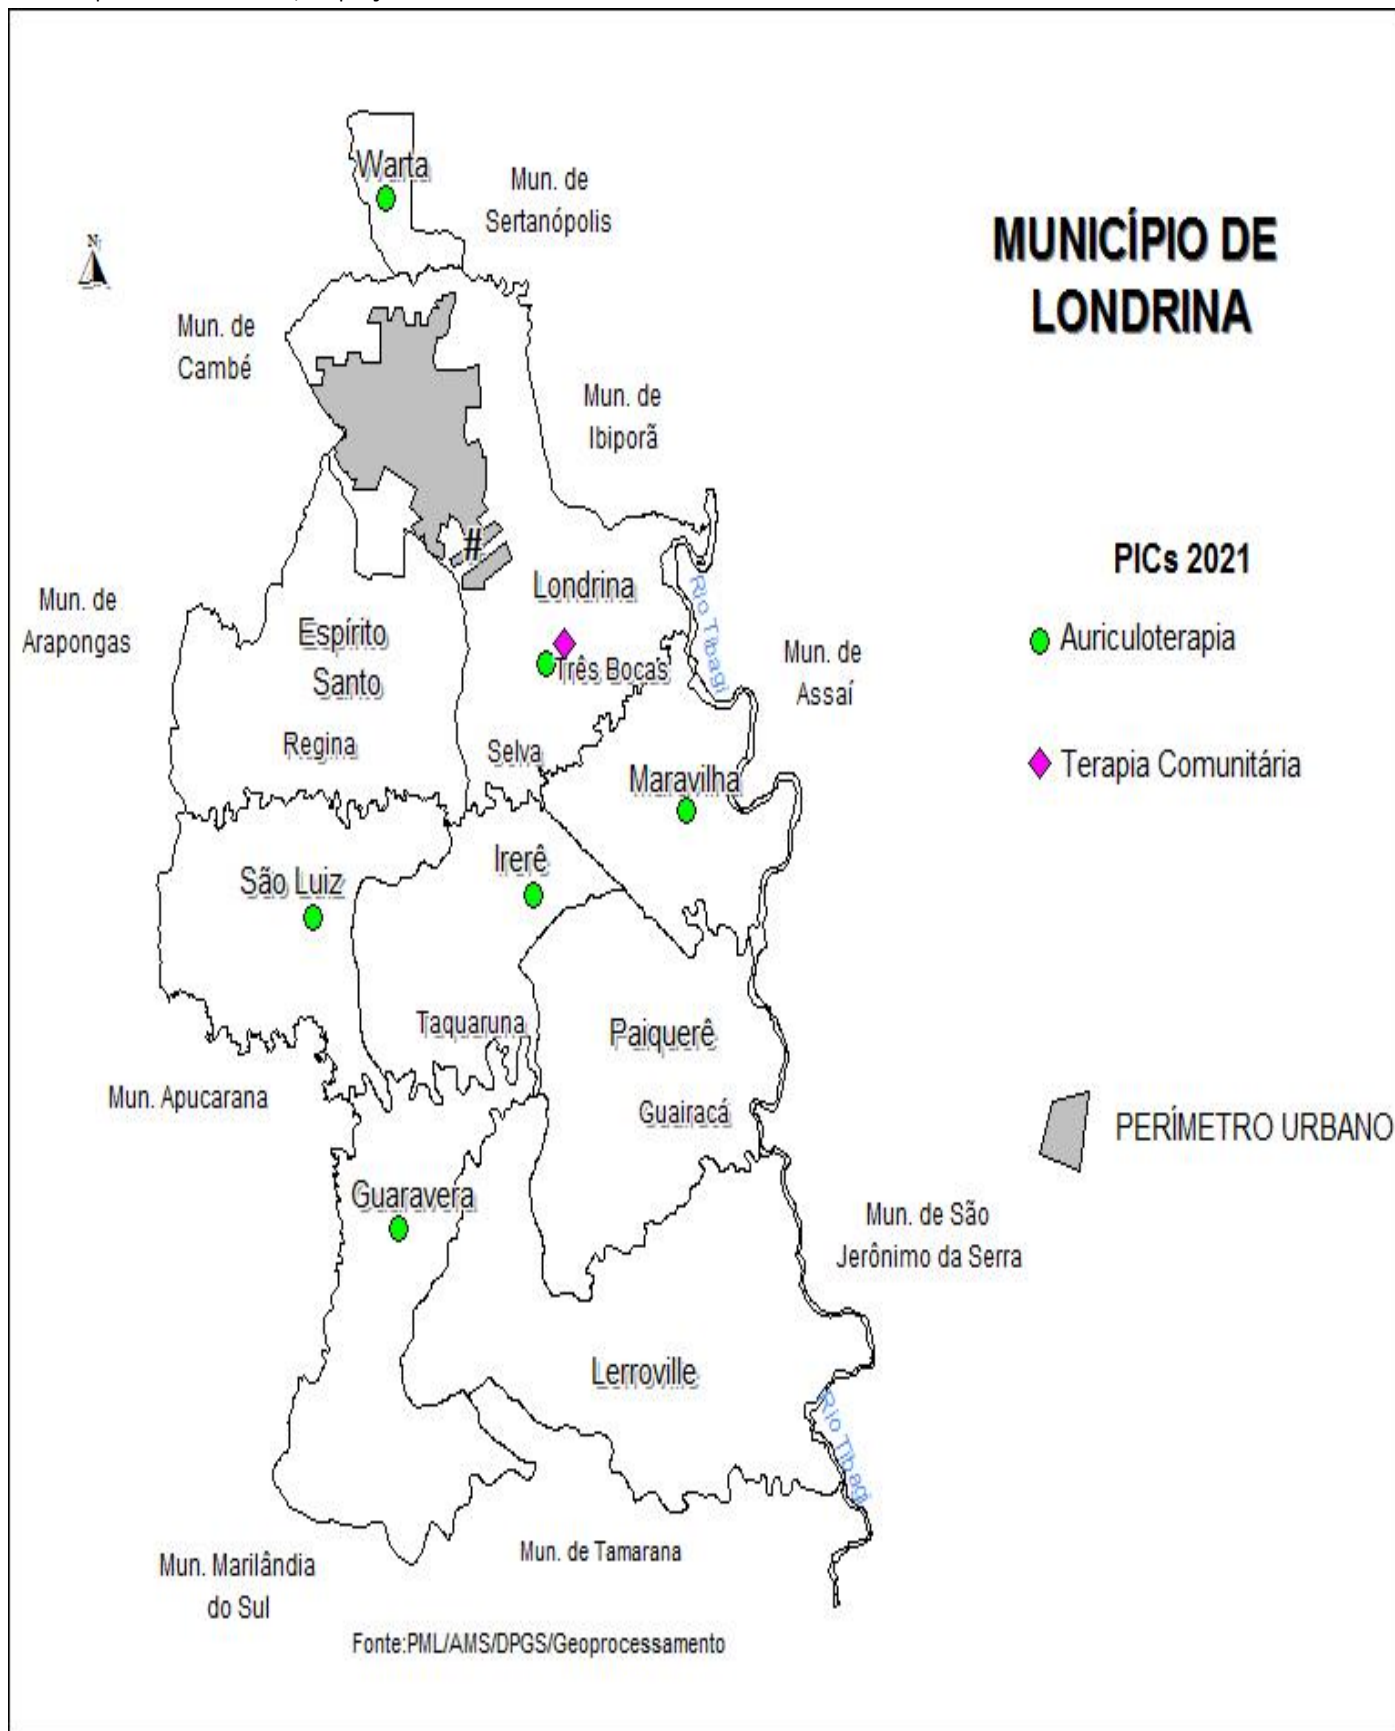 Warta
Mun. de
Sertanópolis
MUNICÍPIO DE
LONDRINA
N
Mun. de
Cambé
Mun. de
Ibiporã
#
PICs 2021
Londrina
Rio Tibagi
Mun. de
Arapongas
Espírito
Santo
Auriculoterapia
Três Bocas
Mun. de
Assaí
Regina
Selva
Maravilha
Terapia Comunitária
Irerê
São Luiz
Taquaruna
Paiquerê
Mun. Apucarana
Guairacá
PERÍMETRO URBANO
Guaravera
Mun. de São
Jerônimo da Serra
Lerroville
Rio Tibagi
Mun. de Tamarana
Mun. Marilândia
do Sul
Fonte:PML/AMS/DPGS/Geoprocessamento